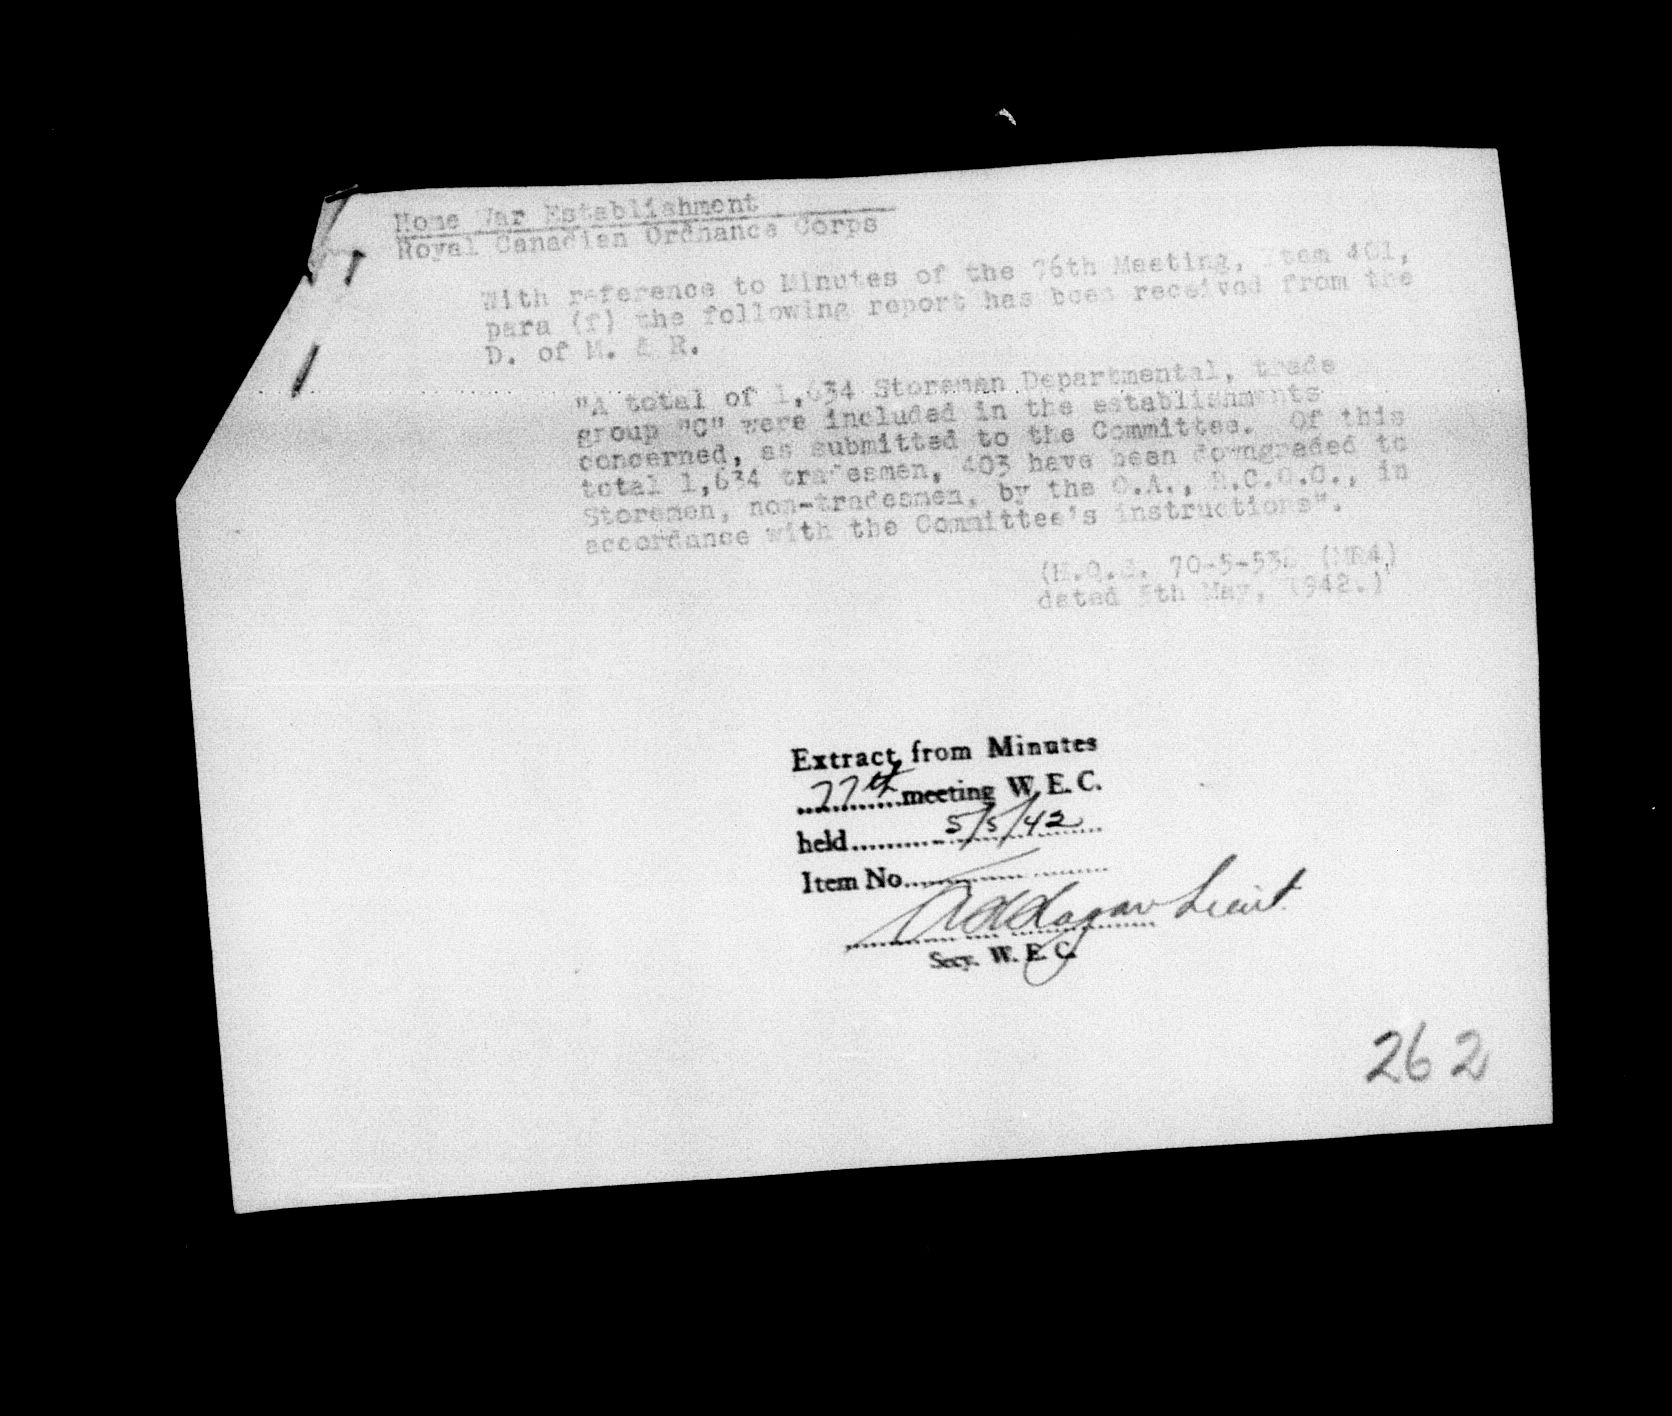 Home War Establishment
Royal Canadian Ordnance Corps
With reference to Minutes of the 76th Meeting, Item 401,
para (f) the following report has been received from the
D. of M. & R.
"A total of 1,634 Storeman Departmental, trade
group "C" were included in the establishments
concerned, as submitted to the Committee. Of this
total 1,634 tradesmen, 403 have been downgraded to
Storemen, non-tradesmen, by the O.A., R.C.O.C., in
accordance with the Committee's instructions".
(H.Q.S. 70-5-538 (MR4)
dated 5th May, 1942.)
Extract from Minutes
77th meeting W. E. C.
held 5/5/42
Item No.
Lieut.
Secy. W. E. C.
262